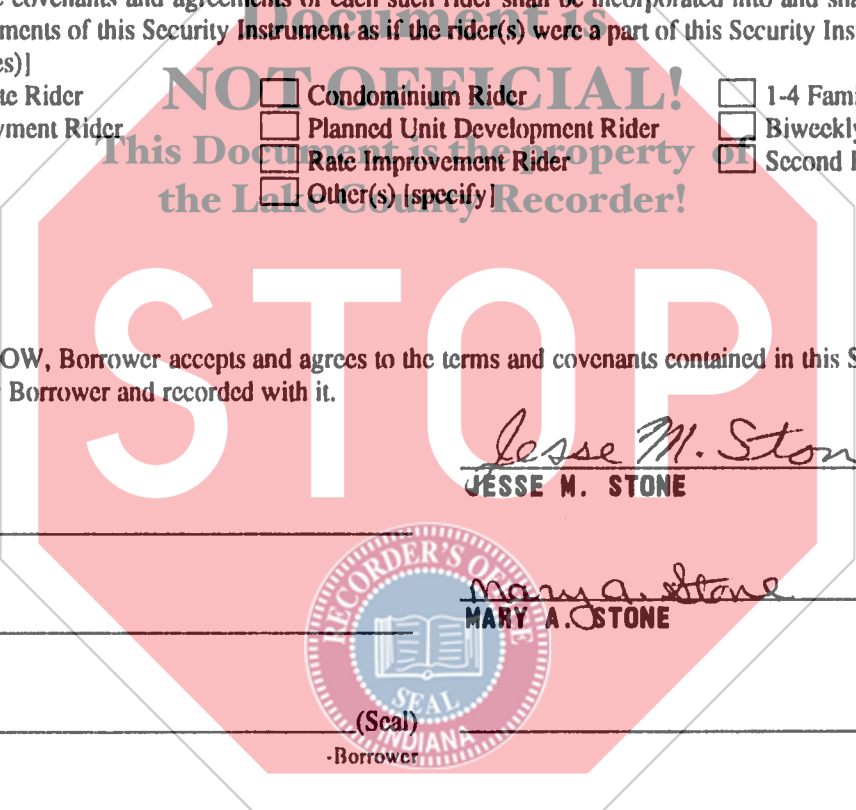 covenants and agreements of each such rider shall be incorporated into and sha
ments of this Security Instrument as if the rider(s) were a part of this Security Ins
es)]
te Rider
Condominium Rider
1-4 Fami
yment Rider
Planned Unit Development Rider
Biweekly
Rate Improvement Rider
Second
Other(s) [specify]
Document is
NOT OFFICIAL!
This Document is the property of
the Lake County Recorder!
STOP
OW, Borrower accepts and agrees to the terms and covenants contained in this S
Borrower and recorded with it.
Jesse M. Ston
JESSE M. STONE
Mary A. Stone
MARY A. STONE
RECORDER'S OFFICE
SEAL
INDIANA
(Seal)
-Borrower